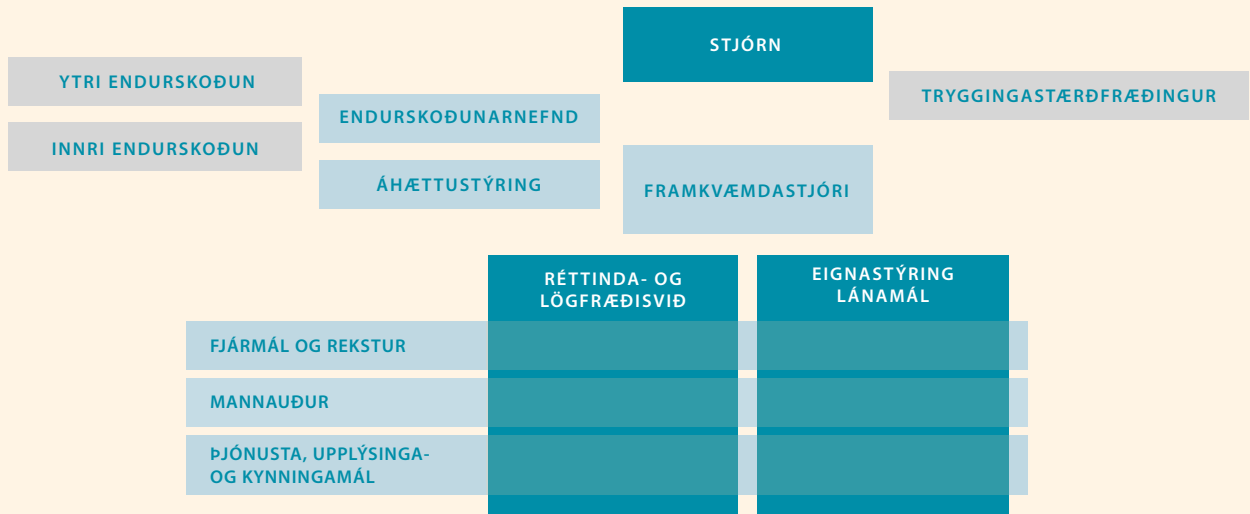 STJÓRN
YTRI ENDURSKOÐUN
TRYGGINGASTÆRÐFRÆÐINGUR
ENDURSKOÐUNARNEFND
INNRI ENDURSKOÐUN
ÁHÆTTUSTÝRING
FRAMKVÆMDASTJÓRI
RÉTTINDA- OG
LÖGFRÆÐISVIÐ
EIGNASTÝRING
LÁNAMÁL
FJÁRMÁL OG REKSTUR
MANNAUÐUR
ÞJÓNUSTA, UPPLÝSINGA-
OG KYNNINGAMÁL